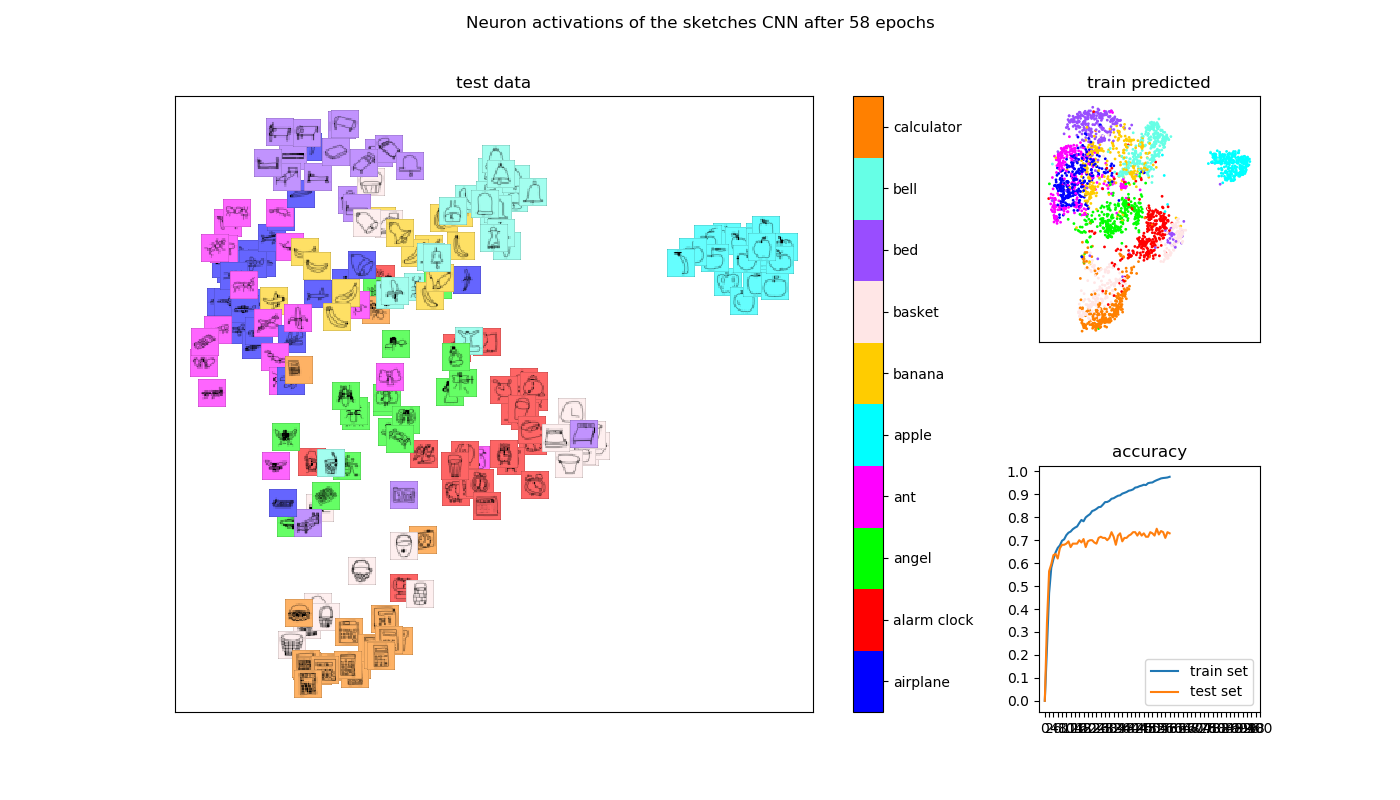 Neuron activations of the sketches CNN after 58 epochs
test data
calculator
bell
bed
basket
banana
apple
ant
angel
alarm clock
airplane
train predicted
accuracy
1.0
0.9
0.8
0.7
0.6
0.5
0.4
0.3
0.2
0.1
0.0
train set
test set